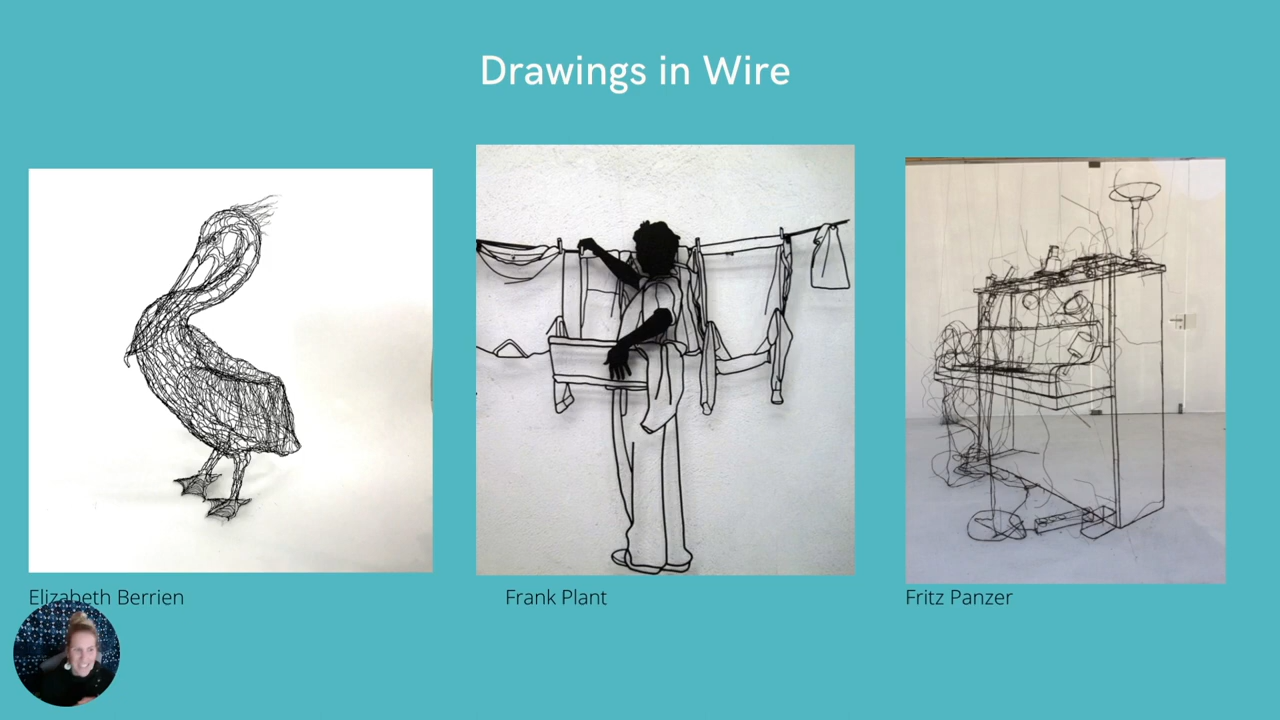 Drawings in Wire
Elizabeth Berrien
Frank Plant
Fritz Panzer